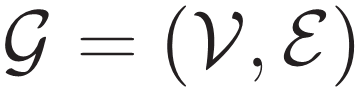 𝒢 = (𝒱, ℰ)